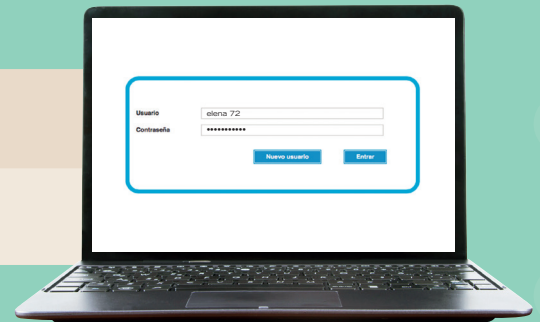 Usuario elena 72
Contraseña •••••••••••
Nuevo usuario Entrar